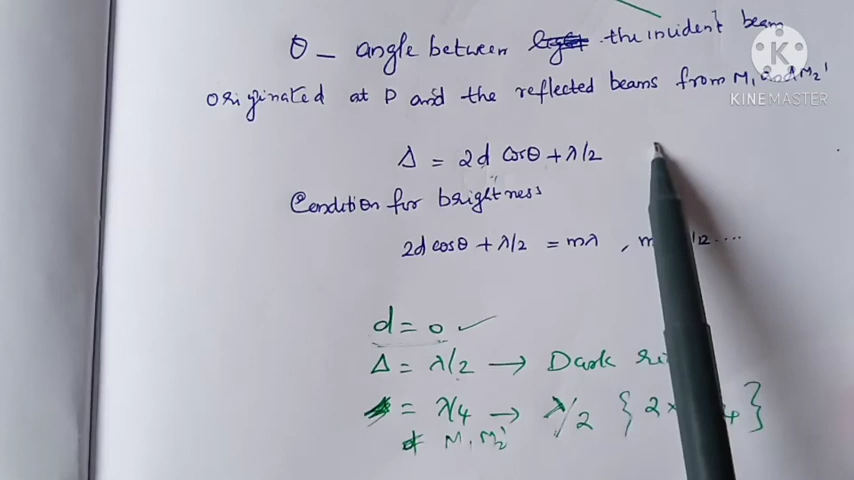 θ – angle between the incident beam
originated at P and the reflected beams from M₁ and M₂'
K
KINEMASTER
Δ = 2d cosθ + λ/2
Condition for brightness
2d cosθ + λ/2 = mλ ,
d = 0 ✓
Δ = λ/2 → Dark
= λ/4 → λ/2 { 2×
M₁ M₂'